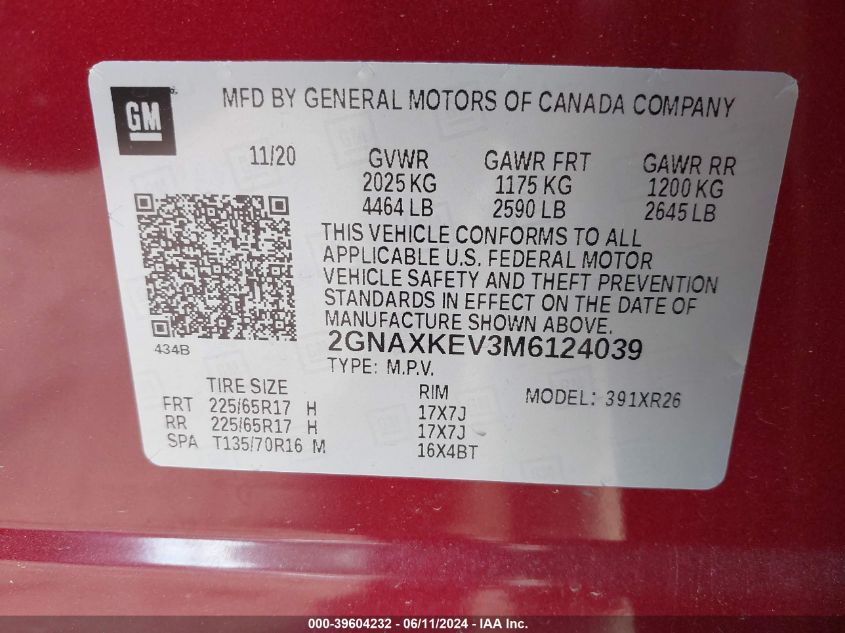 GM
MFD BY GENERAL MOTORS OF CANADA COMPANY
11/20 GVWR GAWR FRT GAWR RR
2025 KG 1175 KG 1200 KG
4464 LB 2590 LB 2645 LB
THIS VEHICLE CONFORMS TO ALL
APPLICABLE U.S. FEDERAL MOTOR
VEHICLE SAFETY AND THEFT PREVENTION
STANDARDS IN EFFECT ON THE DATE OF
MANUFACTURE SHOWN ABOVE.
434B
2GNAXKEV3M6124039
TYPE: M.P.V.
TIRE SIZE RIM MODEL: 391XR26
FRT 225/65R17 H 17X7J
RR 225/65R17 H 17X7J
SPA T135/70R16 M 16X4BT
000-39604232 - 06/11/2024 - IAA Inc.